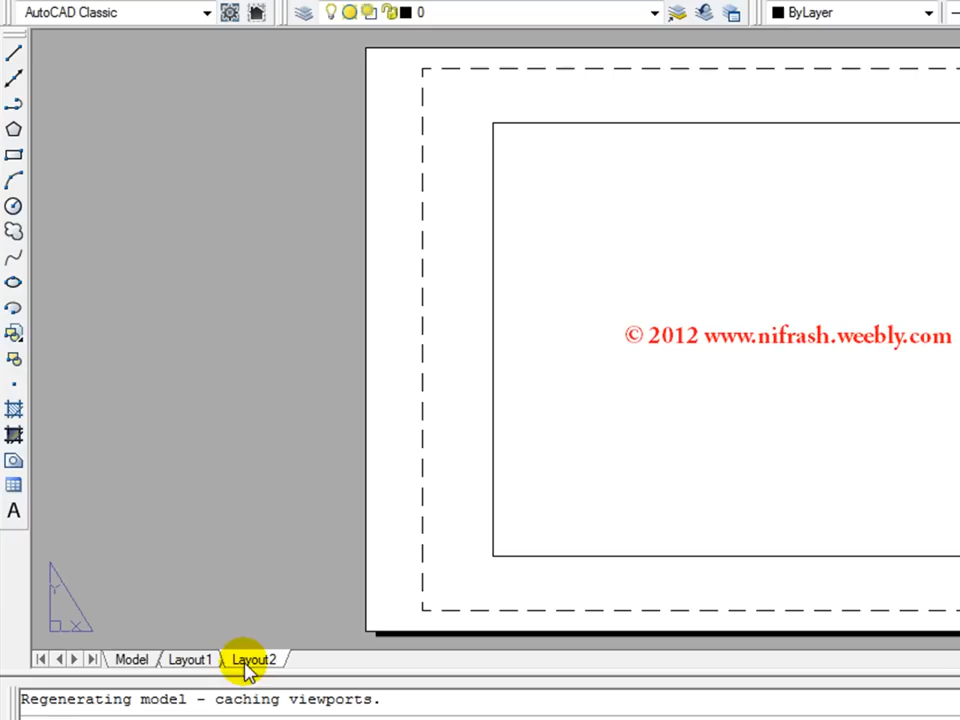 AutoCAD Classic
0
ByLayer
© 2012 www.nifrash.weebly.com
A
Y
X
Model
Layout1
Layout2
Regenerating model - caching viewports.